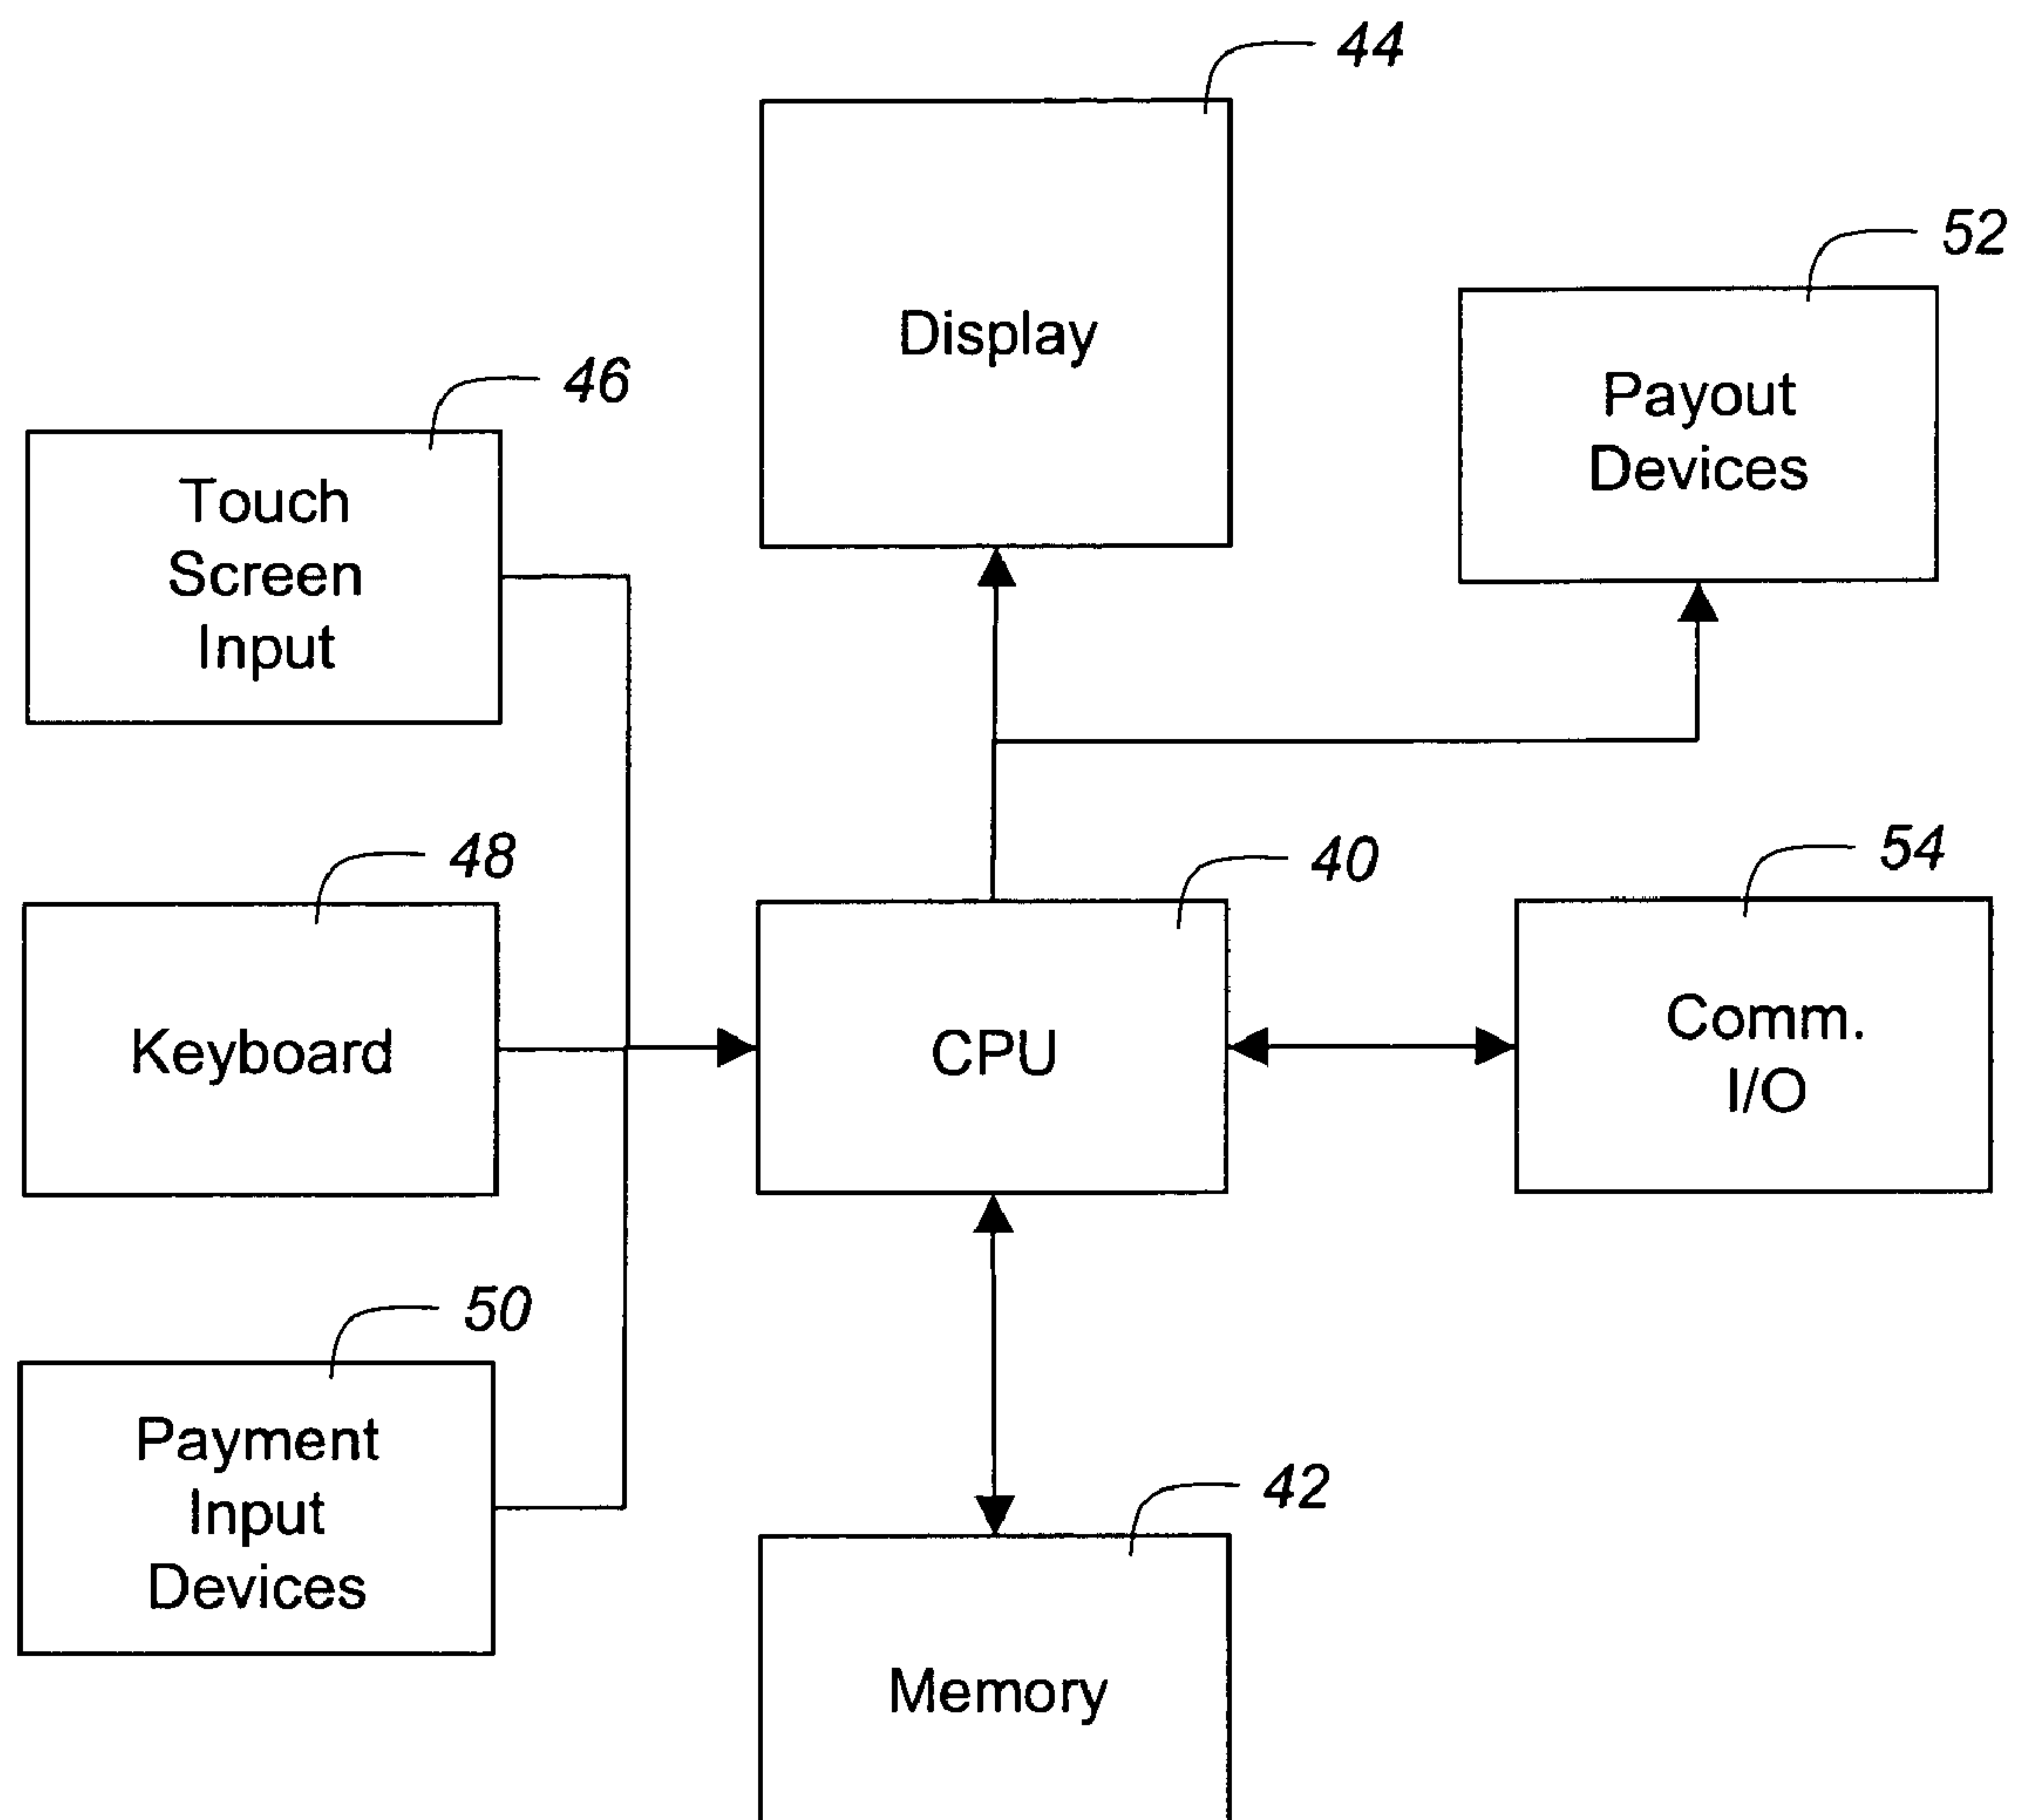 44
Display
52
Payout
Devices
46
Touch
Screen
Input
48
Keyboard
40
CPU
54
Comm.
I/O
50
Payment
Input
Devices
42
Memory